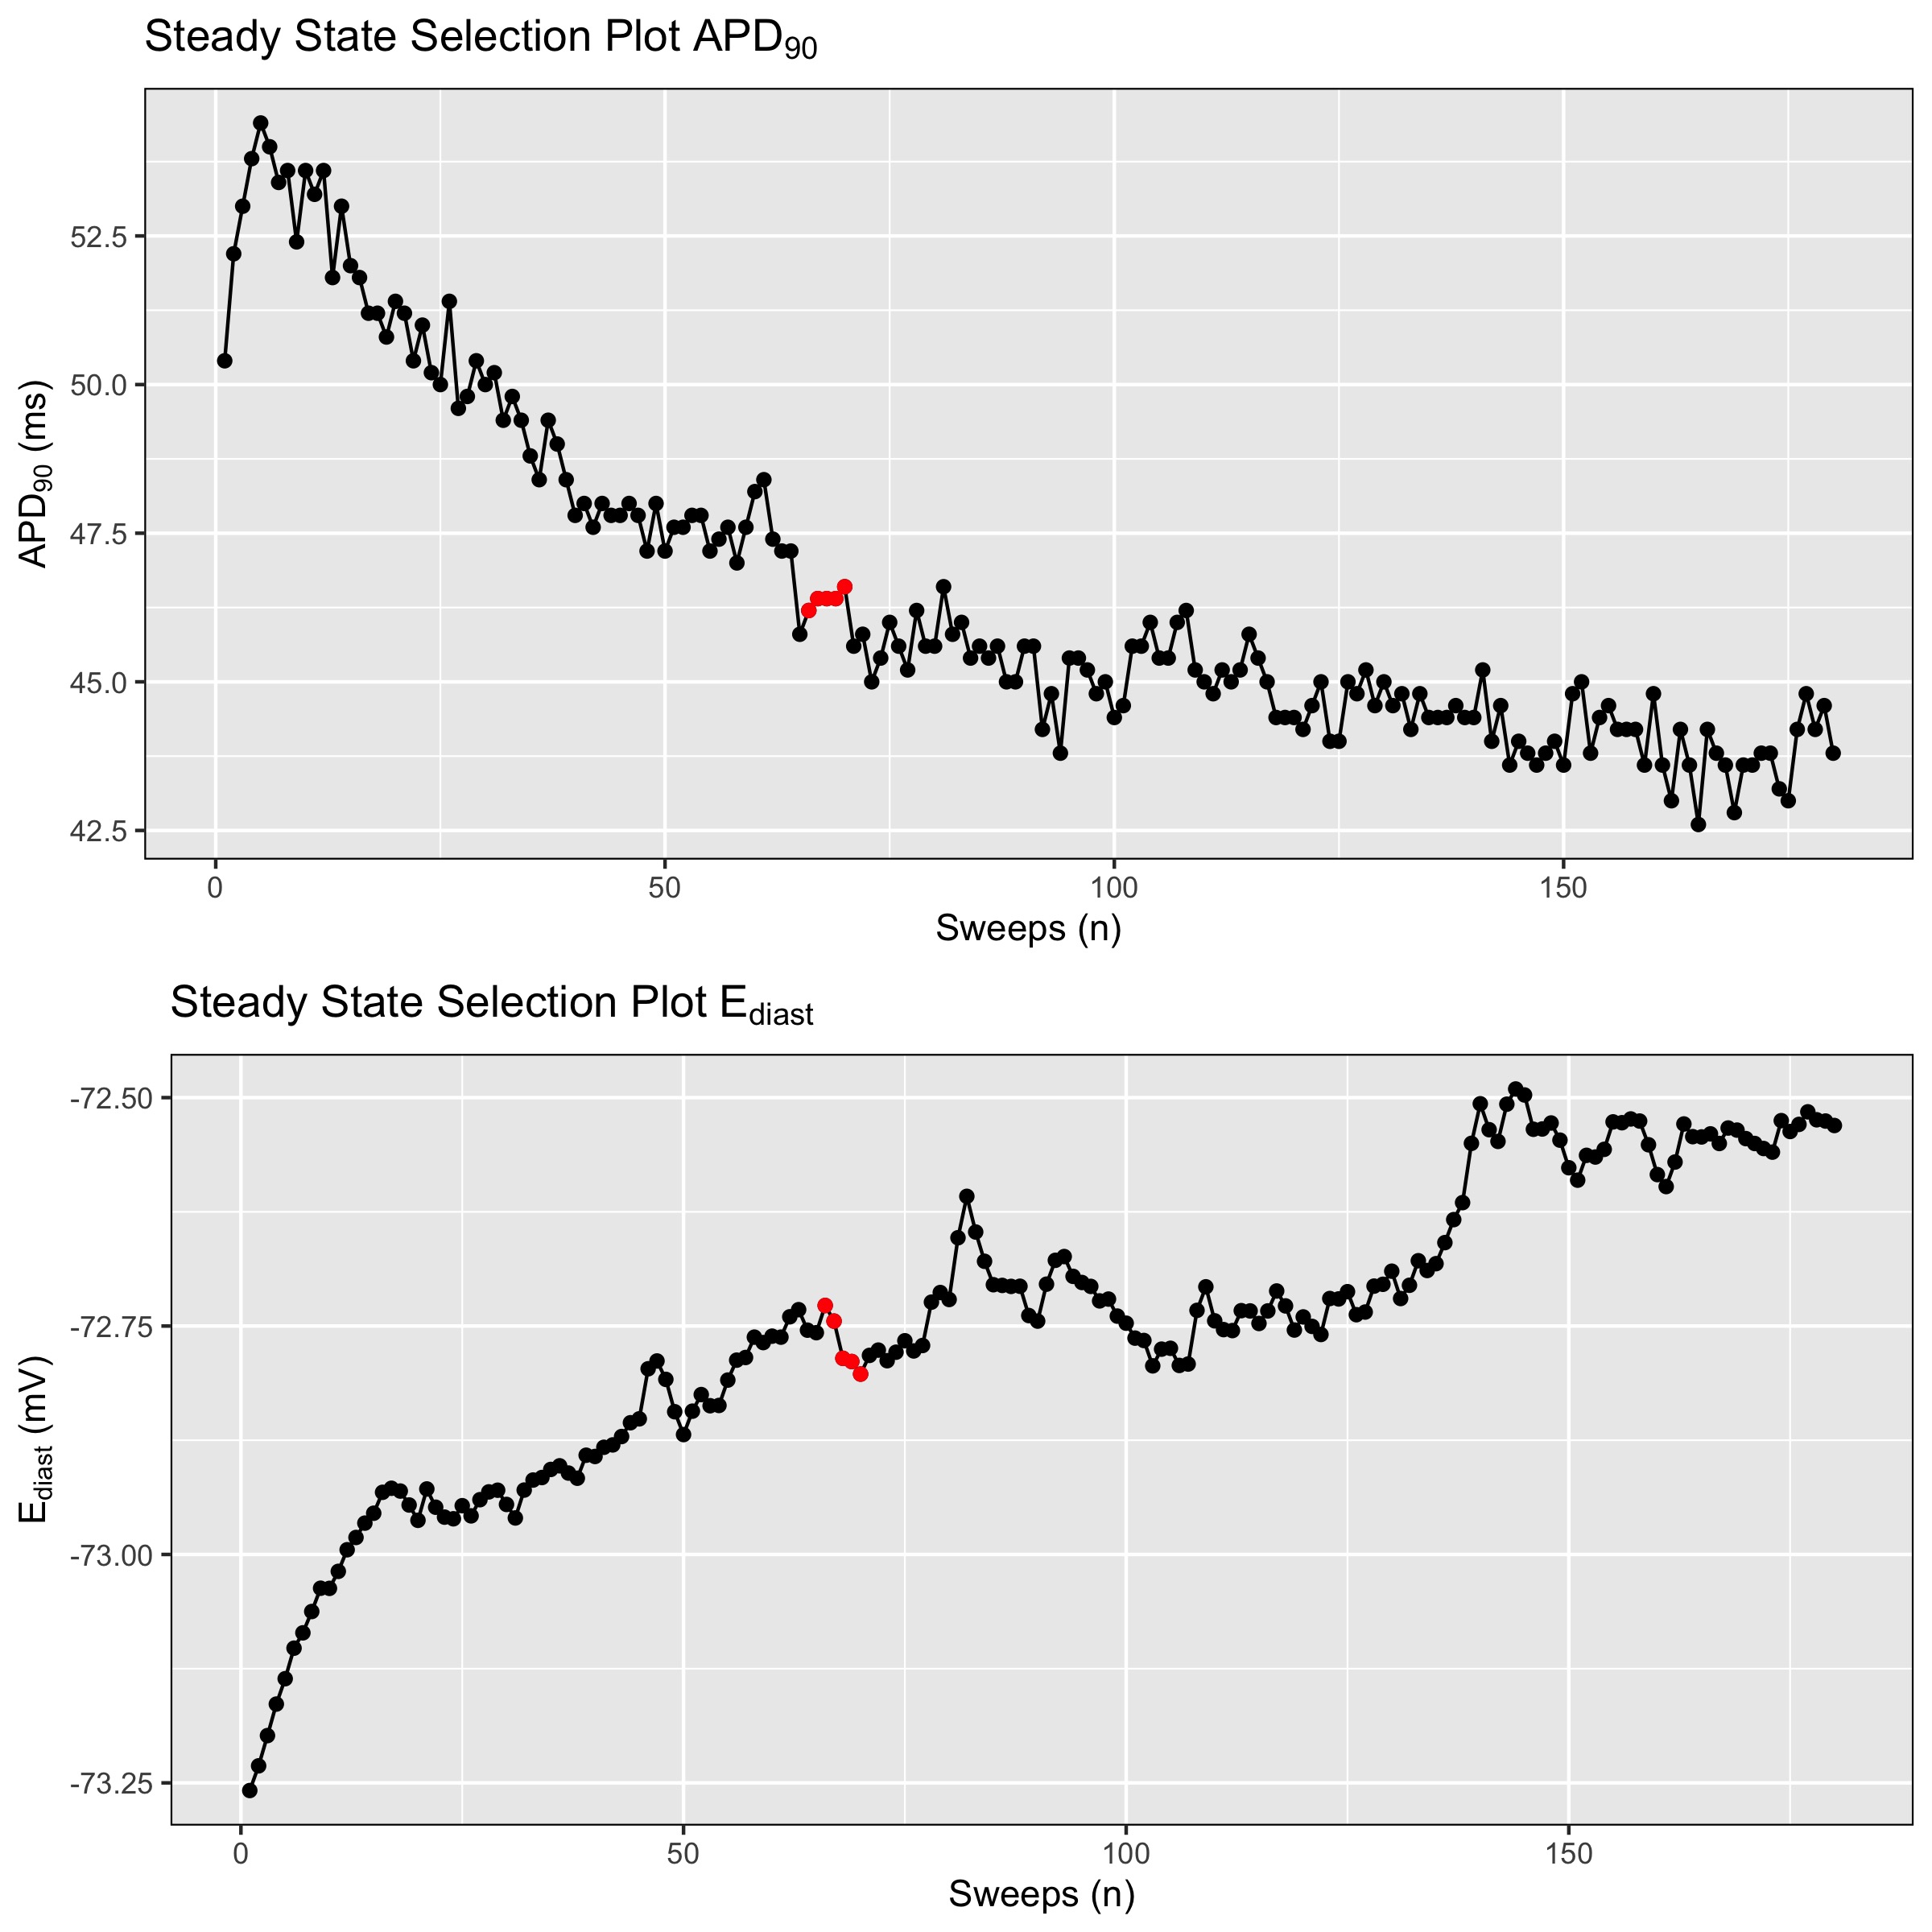 Steady State Selection Plot APD90
52.5
50.0
47.5
45.0
42.5
APD90 (ms)
0 50 100 150
Sweeps (n)
Steady State Selection Plot Ediast
-72.50
-72.75
-73.00
-73.25
Ediast (mV)
0 50 100 150
Sweeps (n)